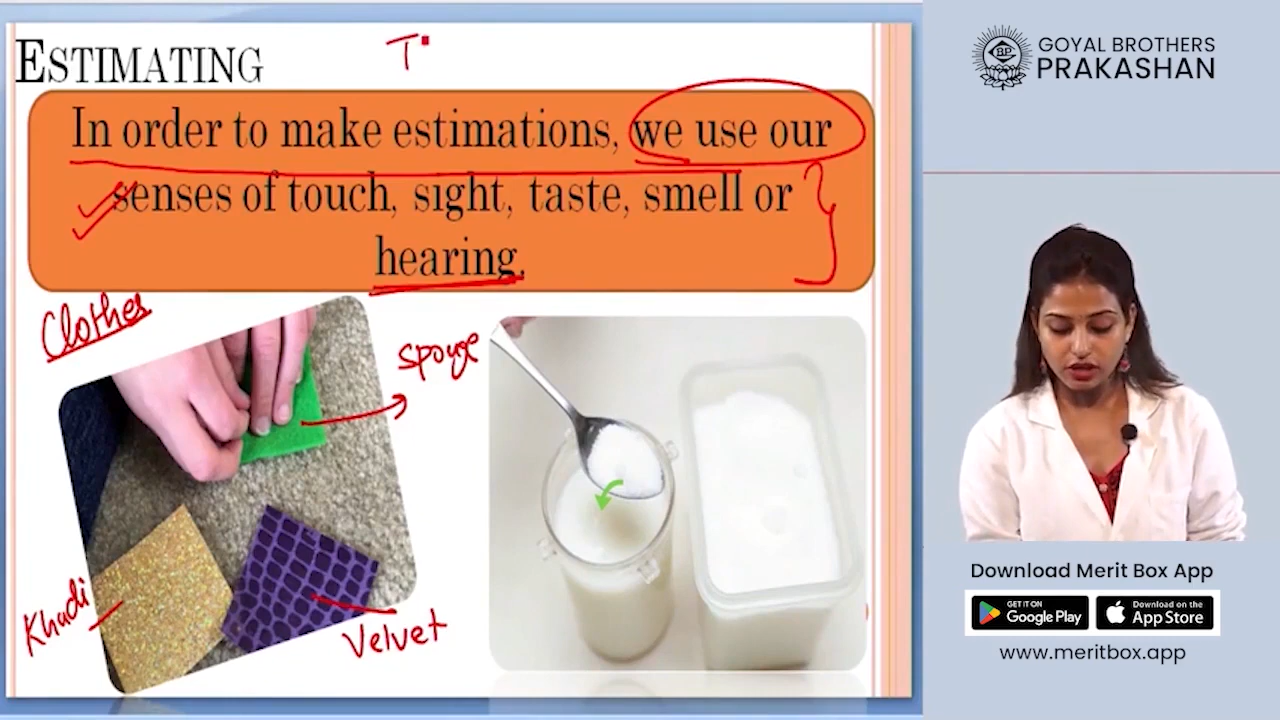 ESTIMATING
In order to make estimations, we use our
senses of touch, sight, taste, smell or
hearing.
Clothes
sponge
Khadi
Velvet
BP
GOYAL BROTHERS
PRAKASHAN
Download Merit Box App
GET IT ON
Google Play
Download on the
App Store
www.meritbox.app